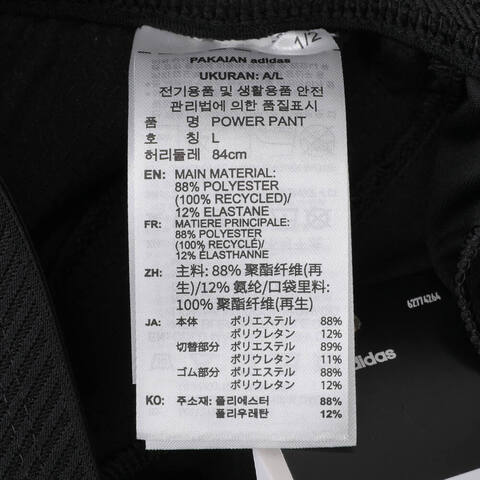 1/2
PAKAIAN adidas
UKURAN: A/L
전기용품 및 생활용품 안전
관리법에 의한 품질표시
품 명 POWER PANT
호 칭 L
허리둘레 84cm
EN: MAIN MATERIAL:
88% POLYESTER
(100% RECYCLED)/
12% ELASTANE
FR: MATIERE PRINCIPALE:
88% POLYESTER
(100% RECYCLÉ)/
12% ÉLASTHANNE
ZH: 主料: 88% 聚酯纤维(再
生)/12% 氨纶/口袋里料:
100% 聚酯纤维(再生)
JA: 本体 ポリエステル 88%
ポリウレタン 12%
切替部分 ポリエステル 89%
ポリウレタン 11%
ゴム部分 ポリエステル 88%
ポリウレタン 12%
KO: 주소재: 폴리에스터 88%
폴리우레탄 12%
62774264
adidas